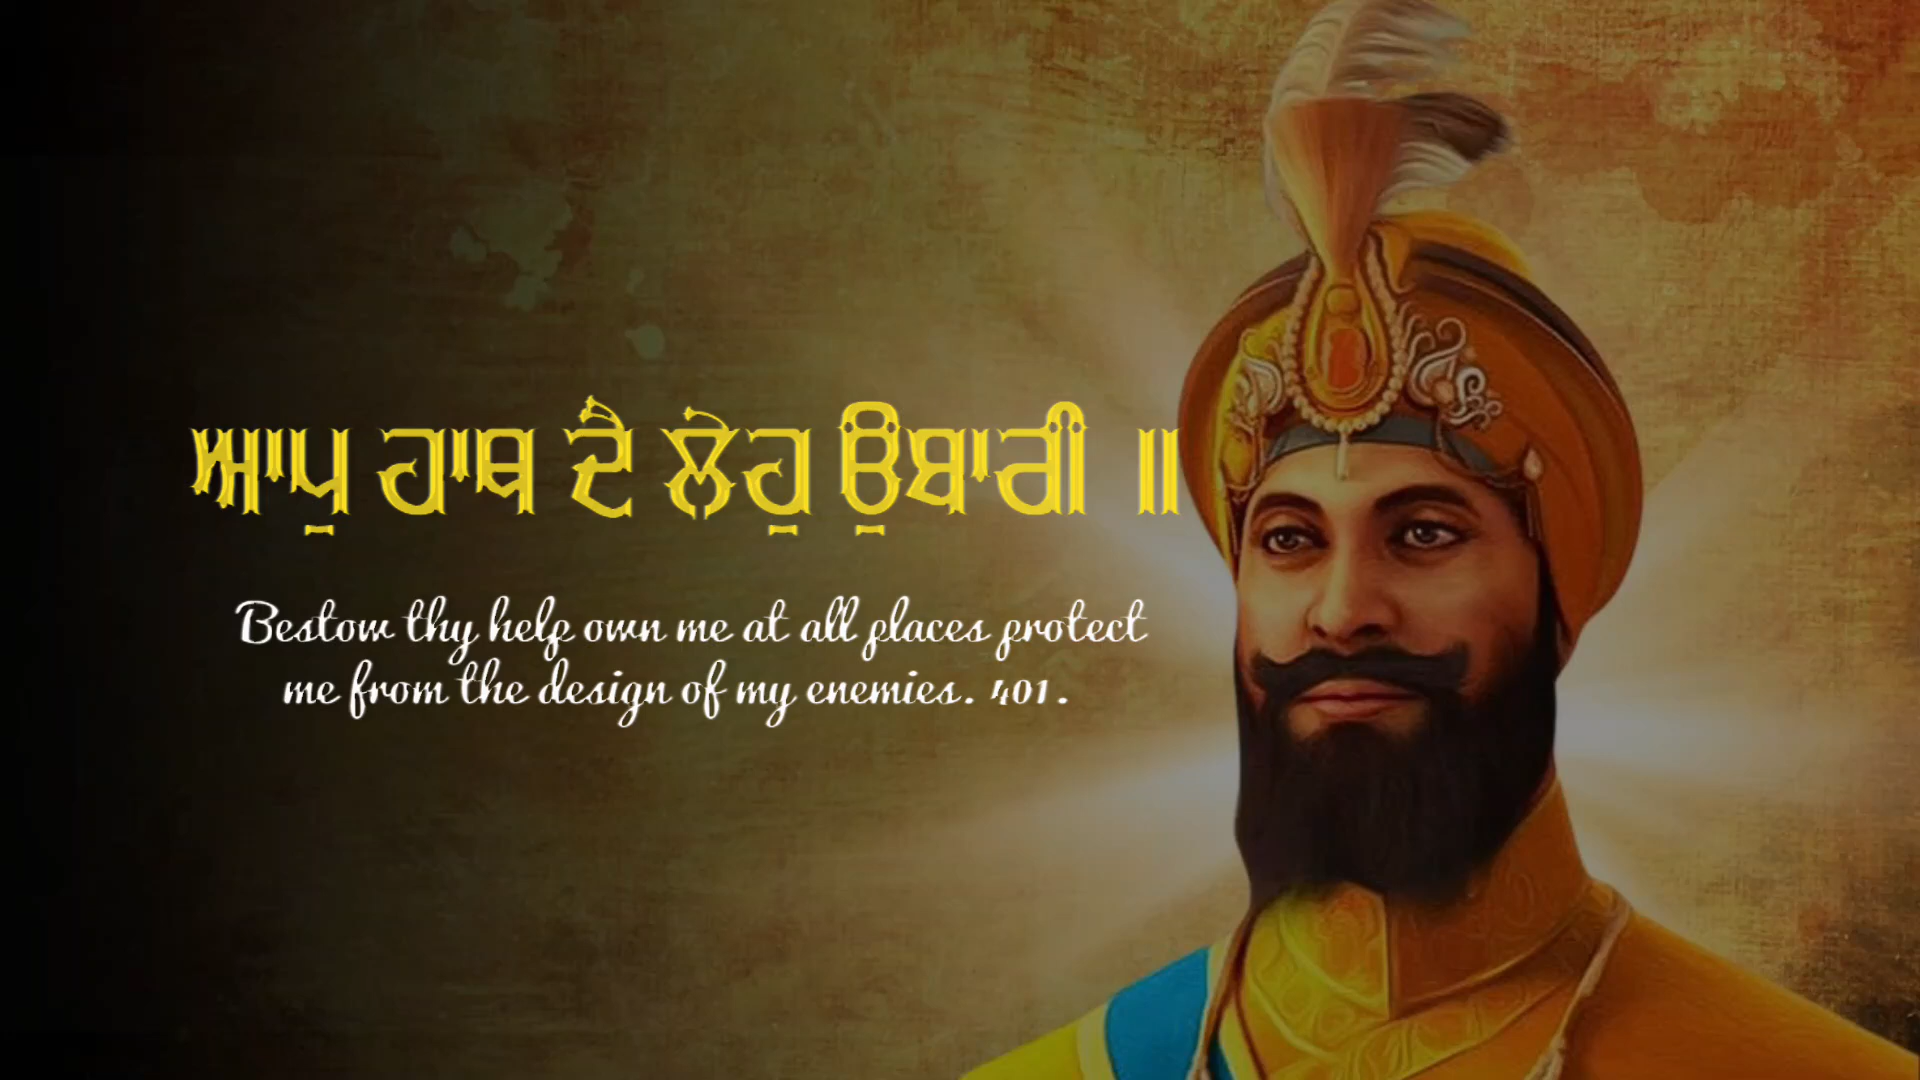 ਆਪੁ ਹਾਥ ਦੈ ਲੇਹੁ ਉਬਾਰੀ ॥
Bestow thy help own me at all places protect
me from the design of my enemies. 401.